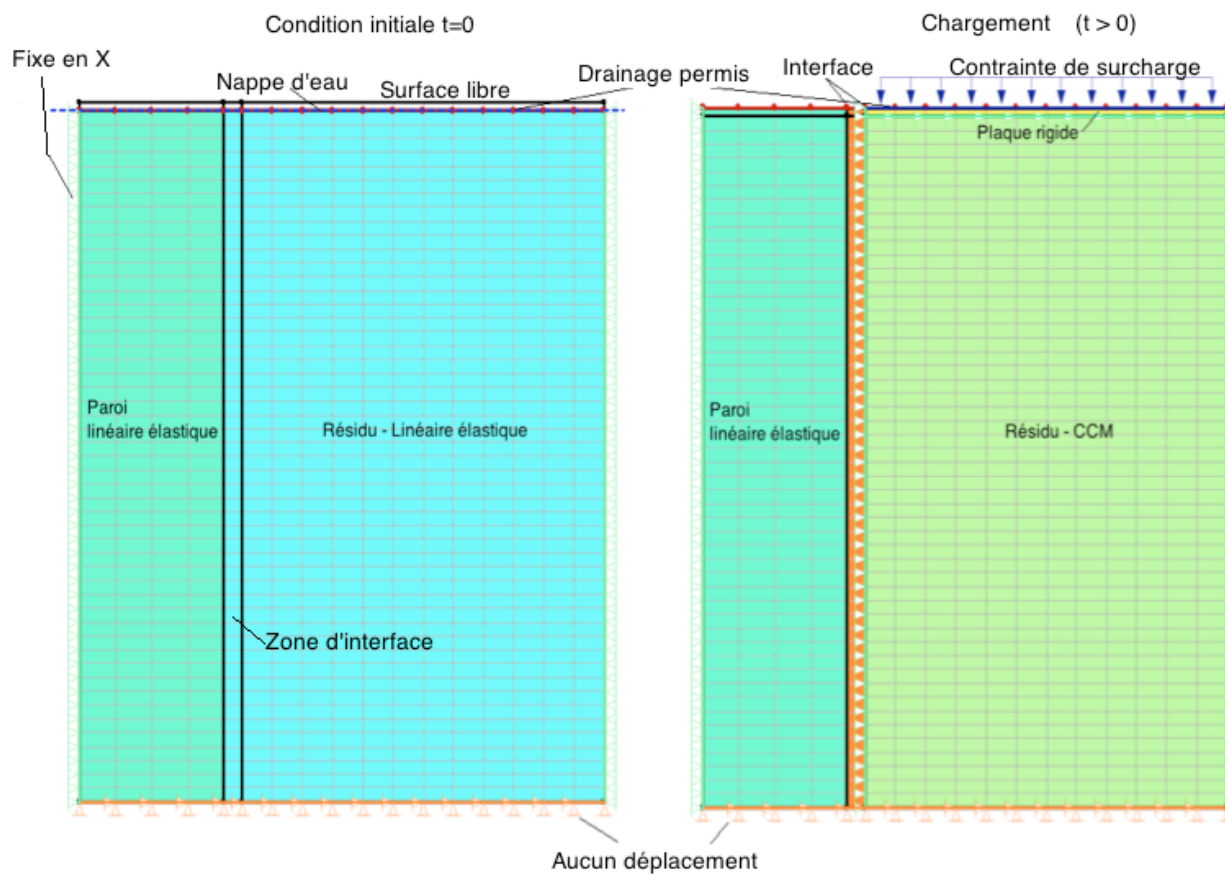 Condition initiale t=0
Chargement (t > 0)
Fixe en X
Nappe d'eau
Surface libre
Drainage permis
Interface
Contrainte de surcharge
Plaque rigide
Paroi
linéaire élastique
Résidu - Linéaire élastique
Paroi
linéaire élastique
Résidu - CCM
Zone d'interface
Aucun déplacement